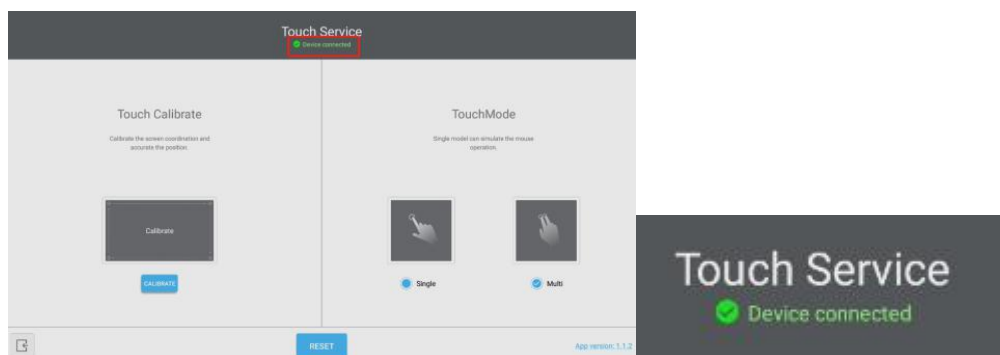 Touch Service
Device connected
Touch Calibrate
Calibrate the screen coordination and
accurate the position.
Calibrate
CALIBRATE
TouchMode
Single model can simulate the mouse
operation.
Single
Multi
RESET
App version: 1.1.2
Touch Service
Device connected